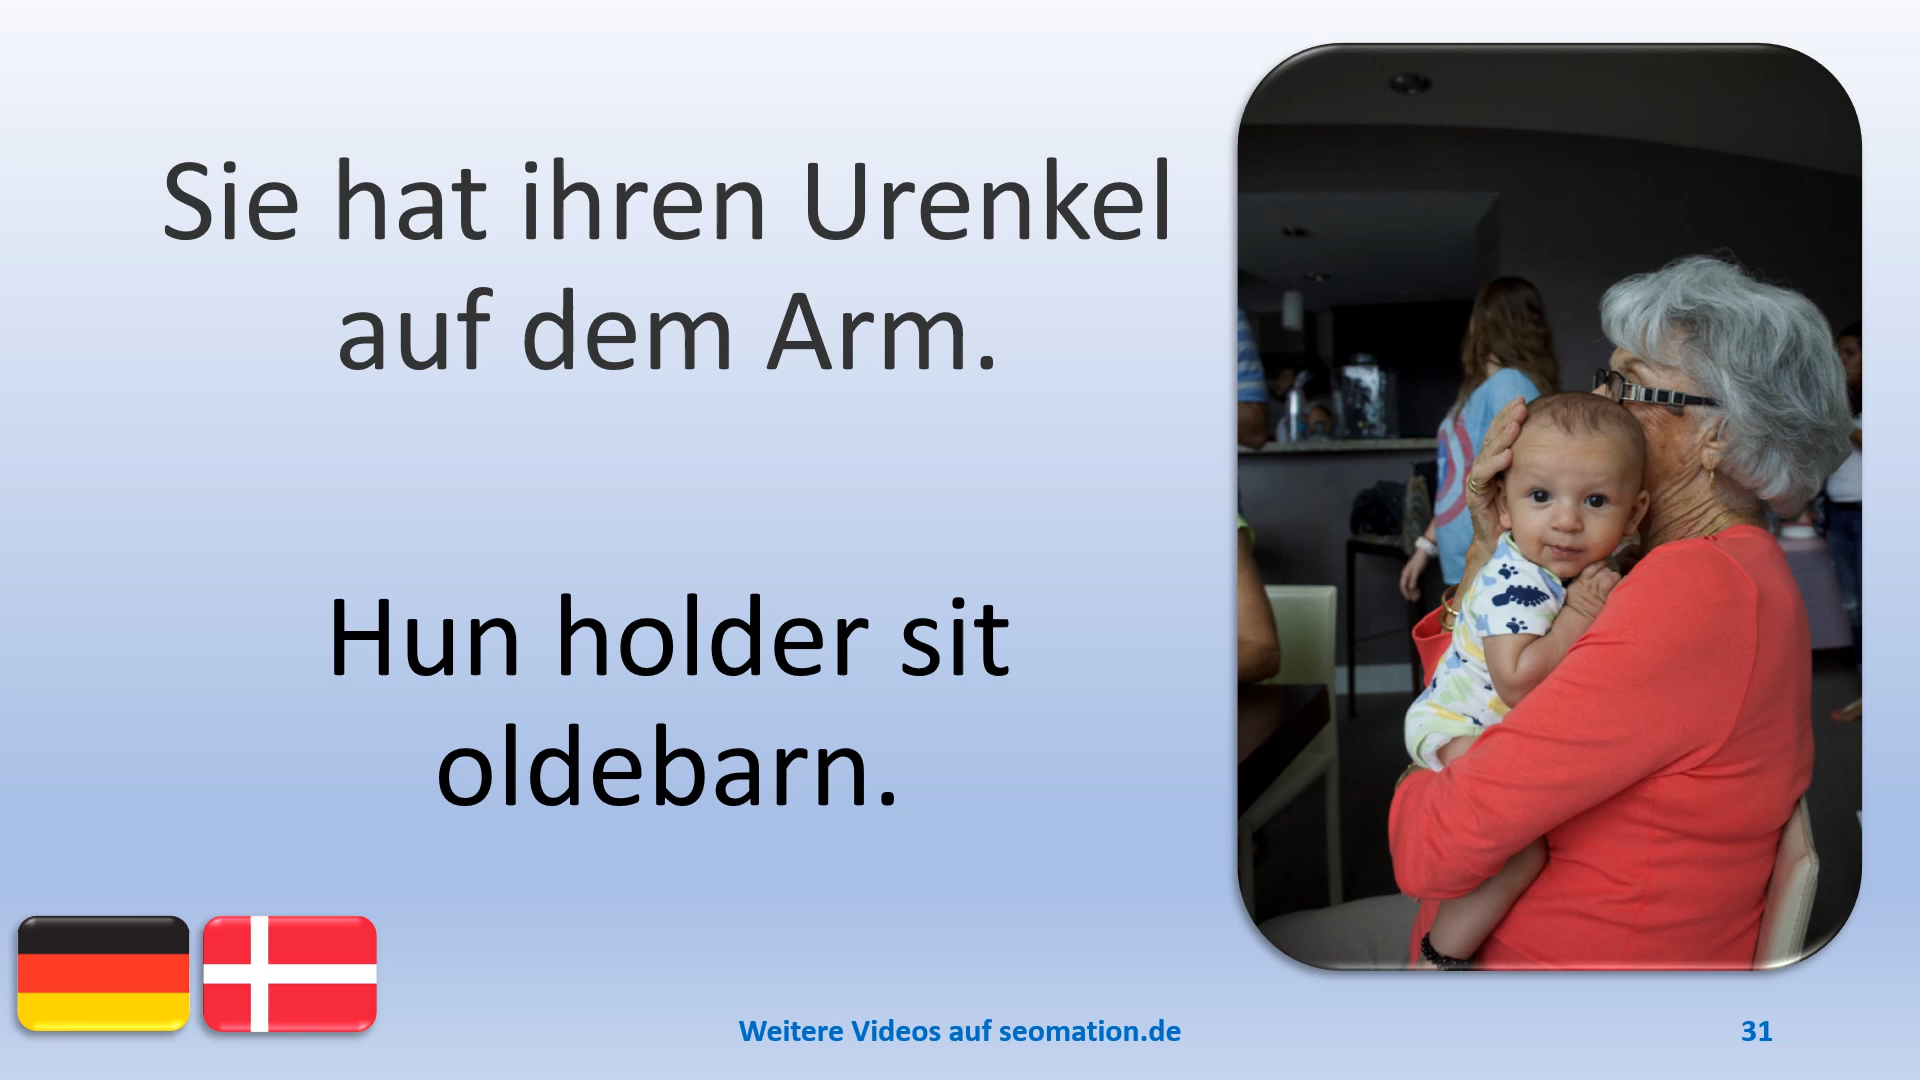 Sie hat ihren Urenkel
auf dem Arm.
Hun holder sit
oldebarn.
Weitere Videos auf seomation.de
31